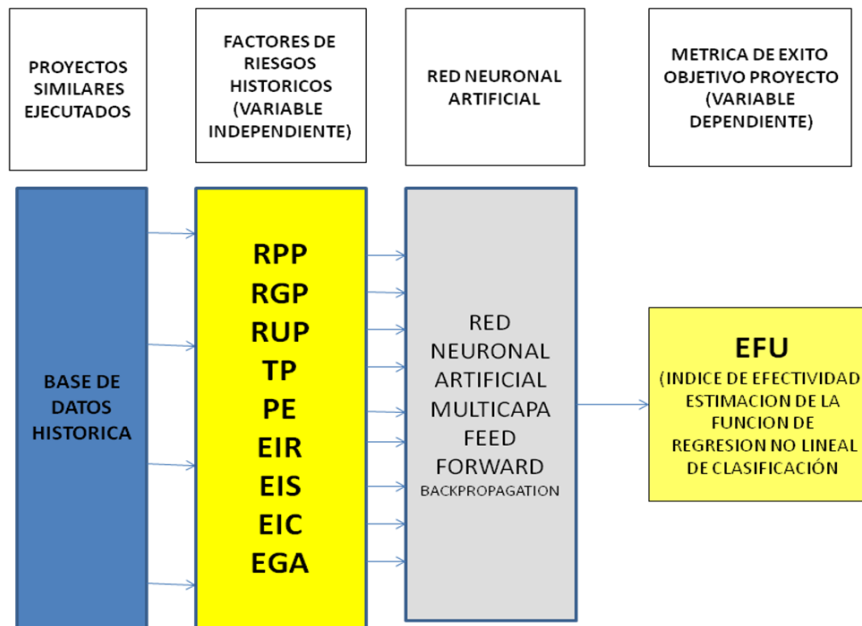 PROYECTOS
SIMILARES
EJECUTADOS
FACTORES DE
RIESGOS
HISTORICOS
(VARIABLE
INDEPENDIENTE)
RED NEURONAL
ARTIFICIAL
METRICA DE EXITO
OBJETIVO PROYECTO
(VARIABLE
DEPENDIENTE)
BASE DE
DATOS
HISTORICA
RPP
RGP
RUP
TP
PE
EIR
EIS
EIC
EGA
RED
NEURONAL
ARTIFICIAL
MULTICAPA
FEED
FORWARD
BACKPROPAGATION
EFU
(INDICE DE EFECTIVIDAD
ESTIMACION DE LA
FUNCION DE
REGRESION NO LINEAL
DE CLASIFICACIÓN